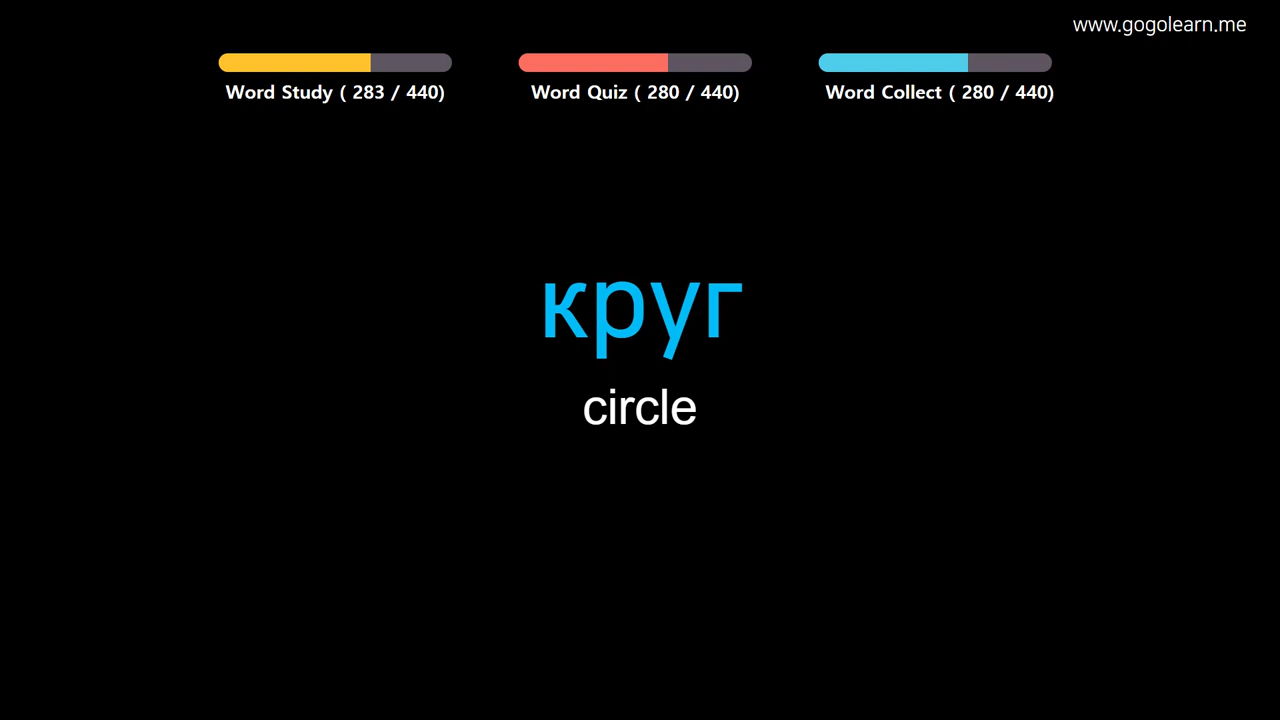 www.gogolearn.me
Word Study ( 283 / 440)
Word Quiz ( 280 / 440)
Word Collect ( 280 / 440)
круг
circle